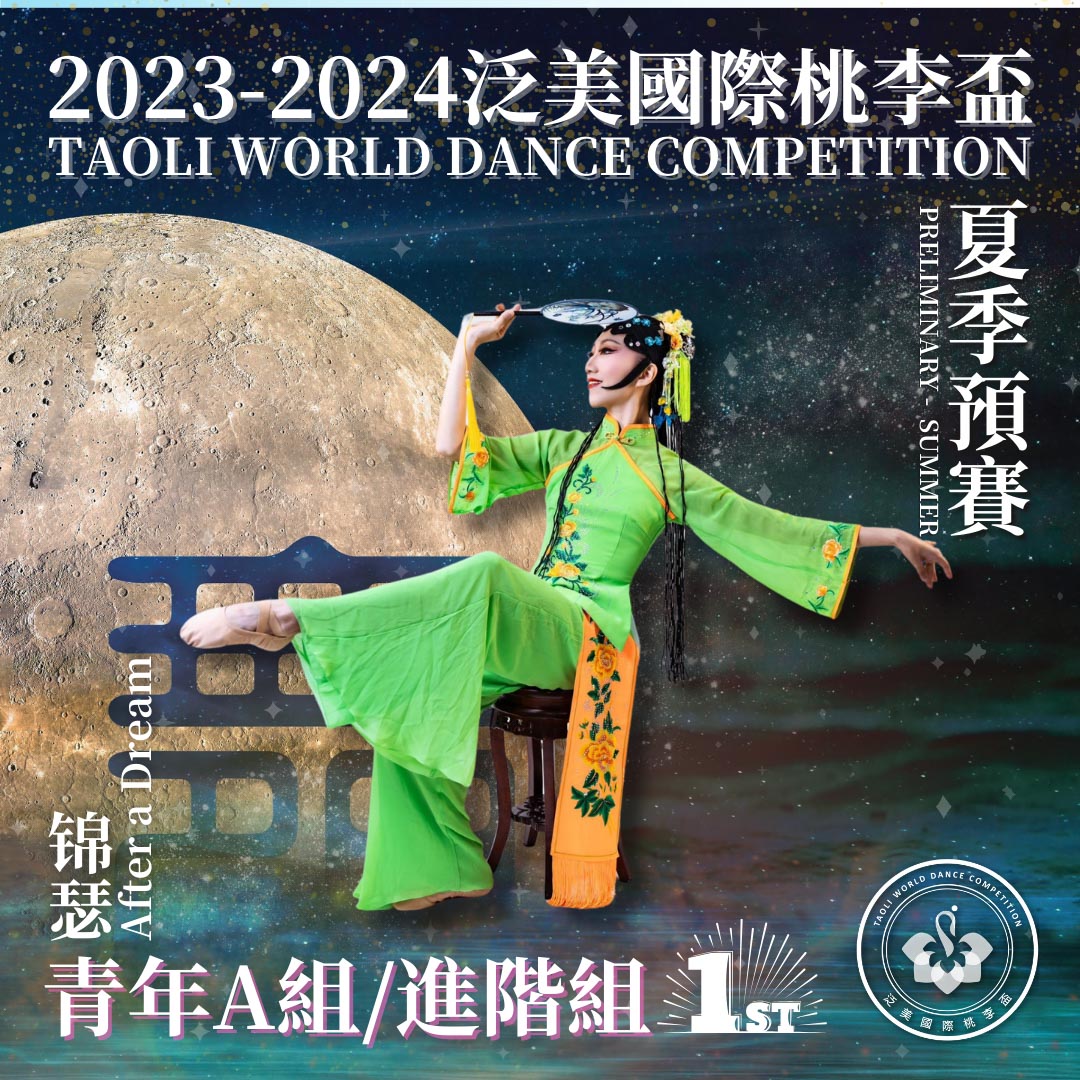 2023-2024泛美國際桃李盃
TAOLI WORLD DANCE COMPETITION
夏季預賽
PRELIMINARY - SUMMER
锦瑟
After a Dream
青年A組/進階組
1ST
TAOLI WORLD DANCE COMPETITION
泛美國際桃李盃